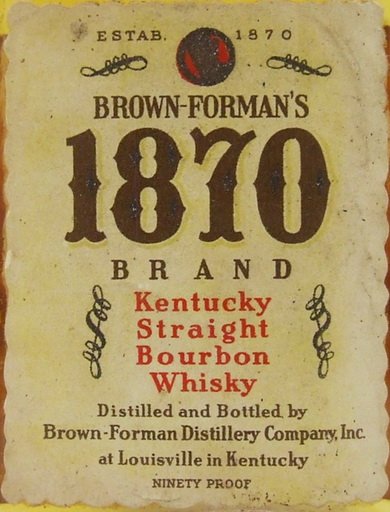 ESTAB. 1870
BROWN-FORMAN'S
1870
BRAND
Kentucky
Straight
Bourbon
Whisky
Distilled and Bottled by
Brown-Forman Distillery Company, Inc.
at Louisville in Kentucky
NINETY PROOF